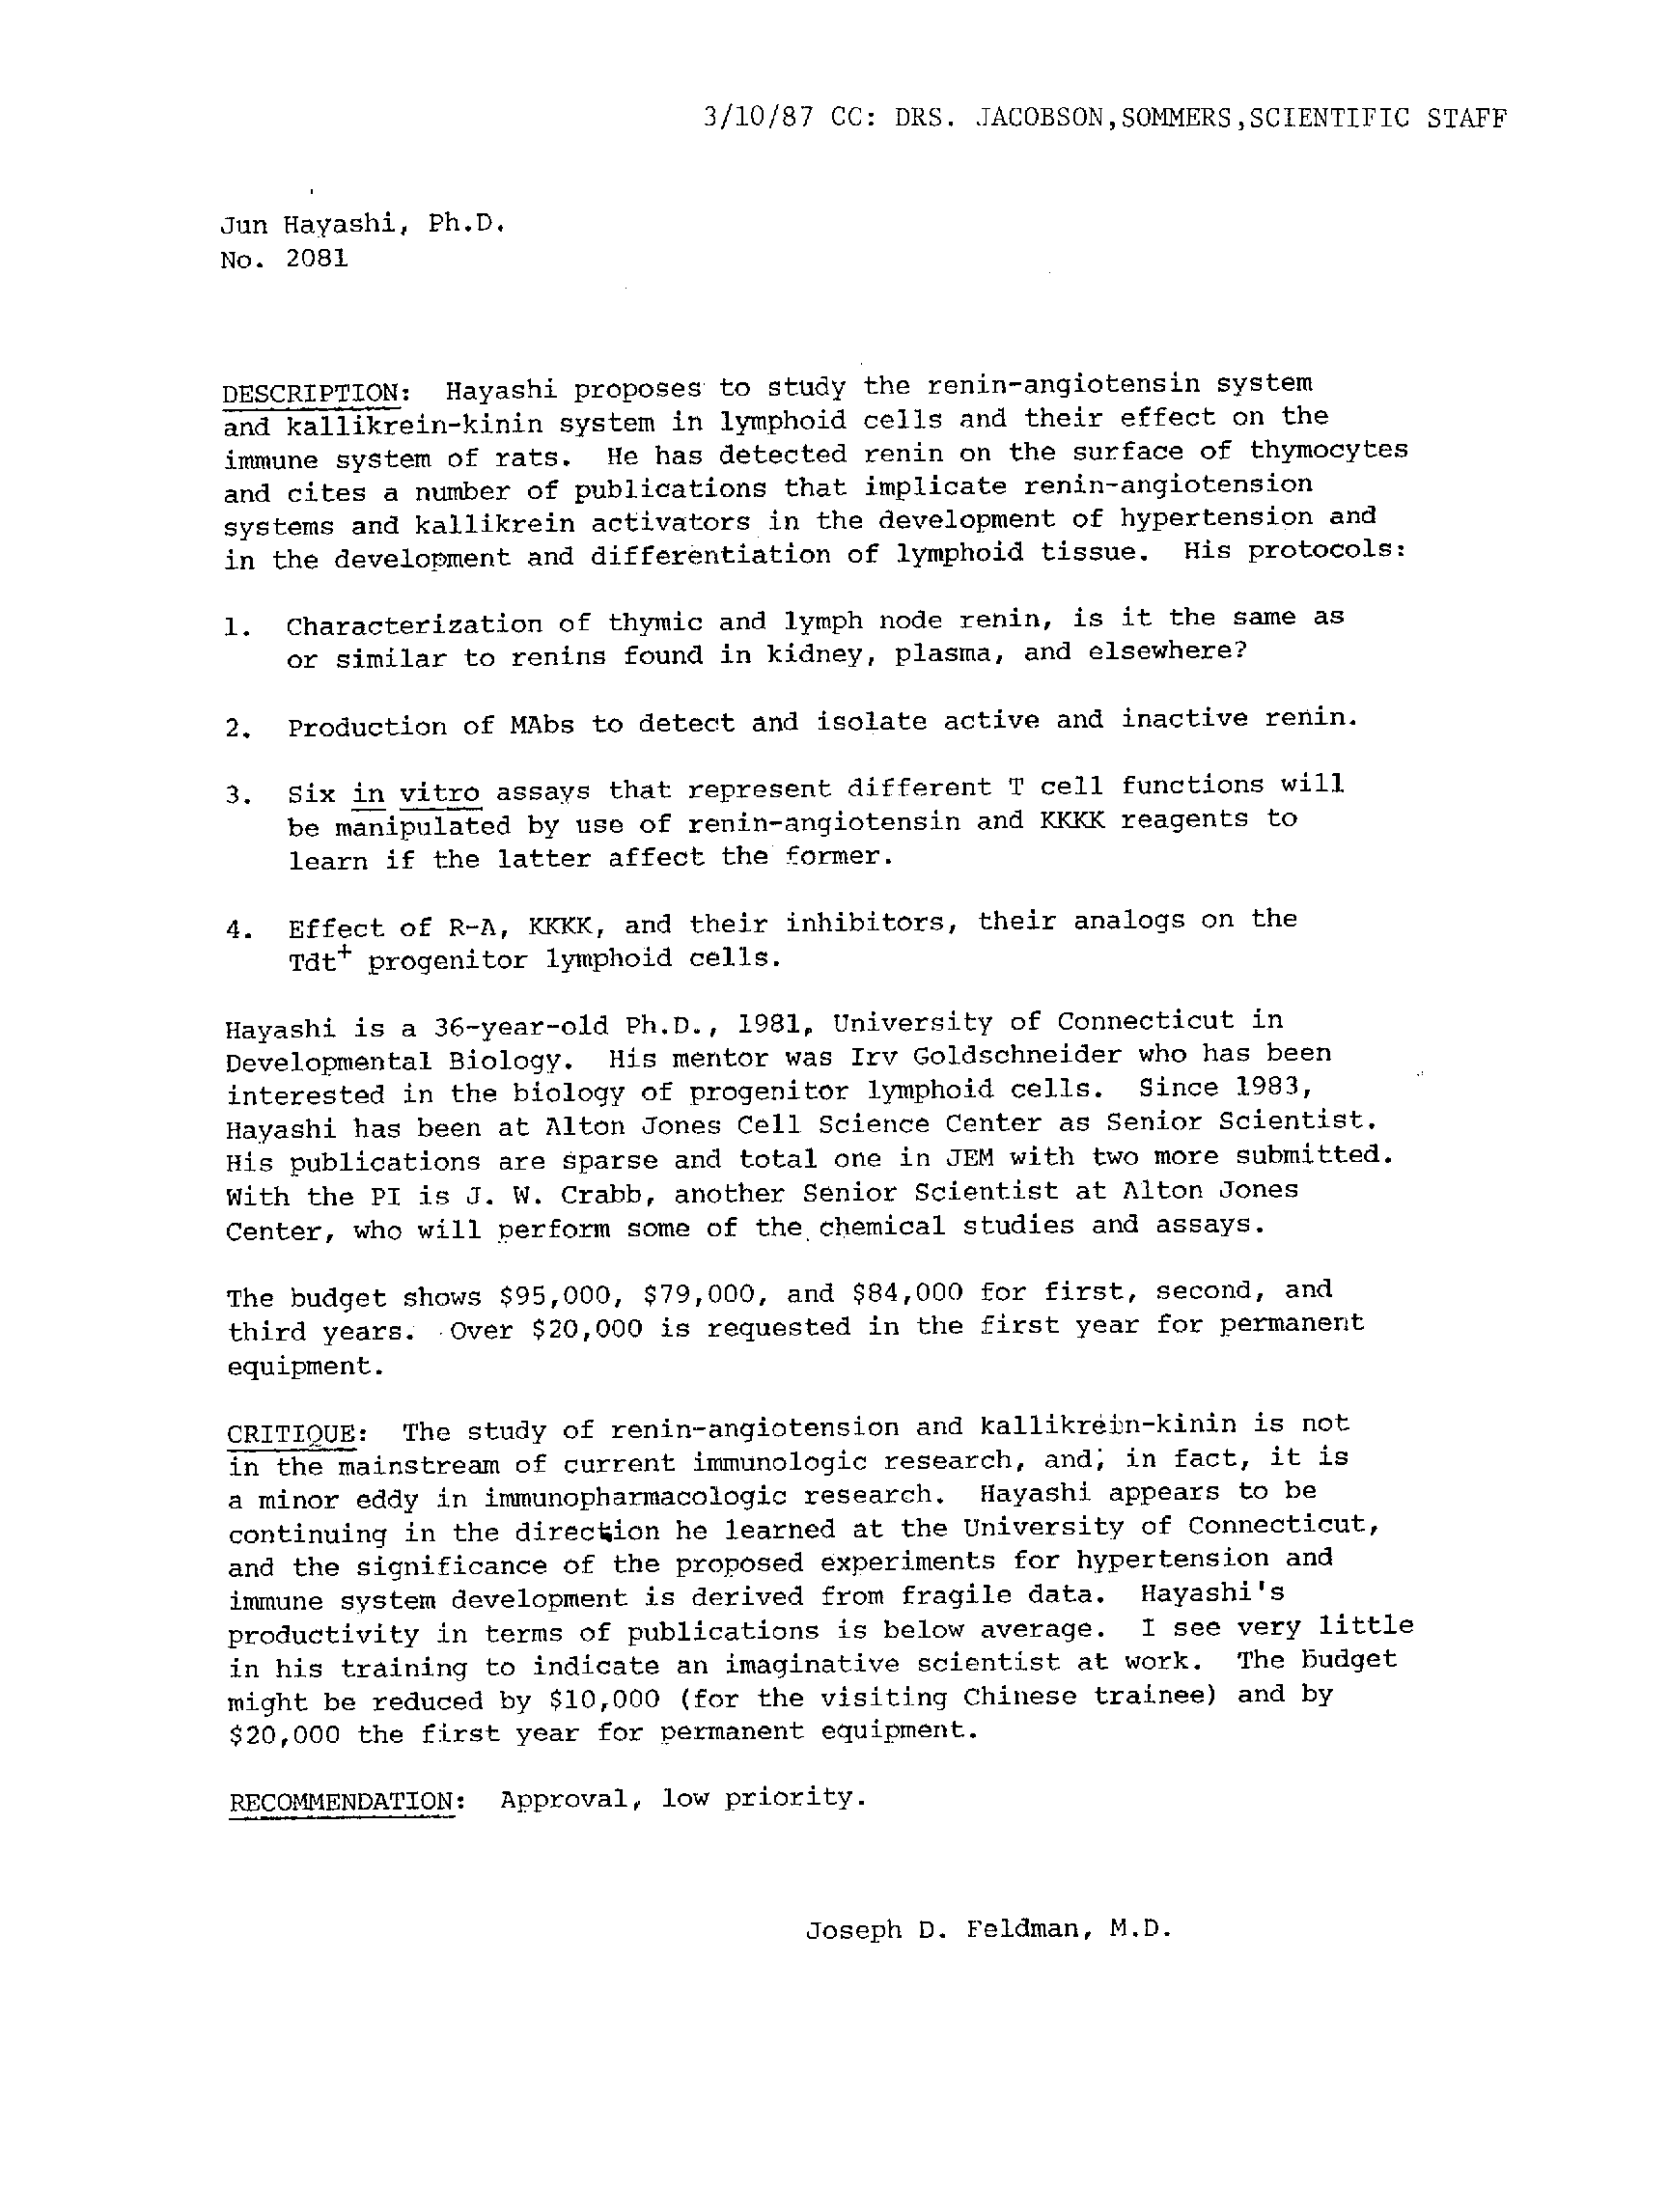 3/10/87 CC: DRS. JACOBSON,SOMMERS,SCIENTIFIC STAFF
Jun Hayashi, Ph.D.
No. 2081
DESCRIPTION: Hayashi proposes to study the renin-angiotensin system
and kallikrein-kinin system in lymphoid cells and their effect on the
immune system of rats. He has detected renin on the surface of thymocytes
and cites a number of publications that implicate renin-angiotension
systems and kallikrein activators in the development of hypertension and
in the development and differentiation of lymphoid tissue. His protocols:
1. Characterization of thymic and lymph node renin, is it the same as
or similar to renins found in kidney, plasma, and elsewhere?
2. Production of MAbs to detect and isolate active and inactive renin.
3. Six in vitro assays that represent different T cell functions will
be manipulated by use of renin-angiotensin and KKKK reagents to
learn if the latter affect the former.
4. Effect of R-A, KKKK, and their inhibitors, their analogs on the
Tdt+ progenitor lymphoid cells.
Hayashi is a 36-year-old Ph.D., 1981, University of Connecticut in
Developmental Biology. His mentor was Irv Goldschneider who has been
interested in the biology of progenitor lymphoid cells. Since 1983,
Hayashi has been at Alton Jones Cell Science Center as Senior Scientist.
His publications are sparse and total one in JEM with two more submitted.
With the PI is J. W. Crabb, another Senior Scientist at Alton Jones
Center, who will perform some of the chemical studies and assays.
The budget shows $95,000, $79,000, and $84,000 for first, second, and
third years. Over $20,000 is requested in the first year for permanent
equipment.
CRITIQUE: The study of renin-angiotension and kallikrein-kinin is not
in the mainstream of current immunologic research, and; in fact, it is
a minor eddy in immunopharmacologic research. Hayashi appears to be
continuing in the direction he learned at the University of Connecticut,
and the significance of the proposed experiments for hypertension and
immune system development is derived from fragile data. Hayashi's
productivity in terms of publications is below average. I see very little
in his training to indicate an imaginative scientist at work. The budget
might be reduced by $10,000 (for the visiting Chinese trainee) and by
$20,000 the first year for permanent equipment.
RECOMMENDATION: Approval, low priority.
Joseph D. Feldman, M.D.